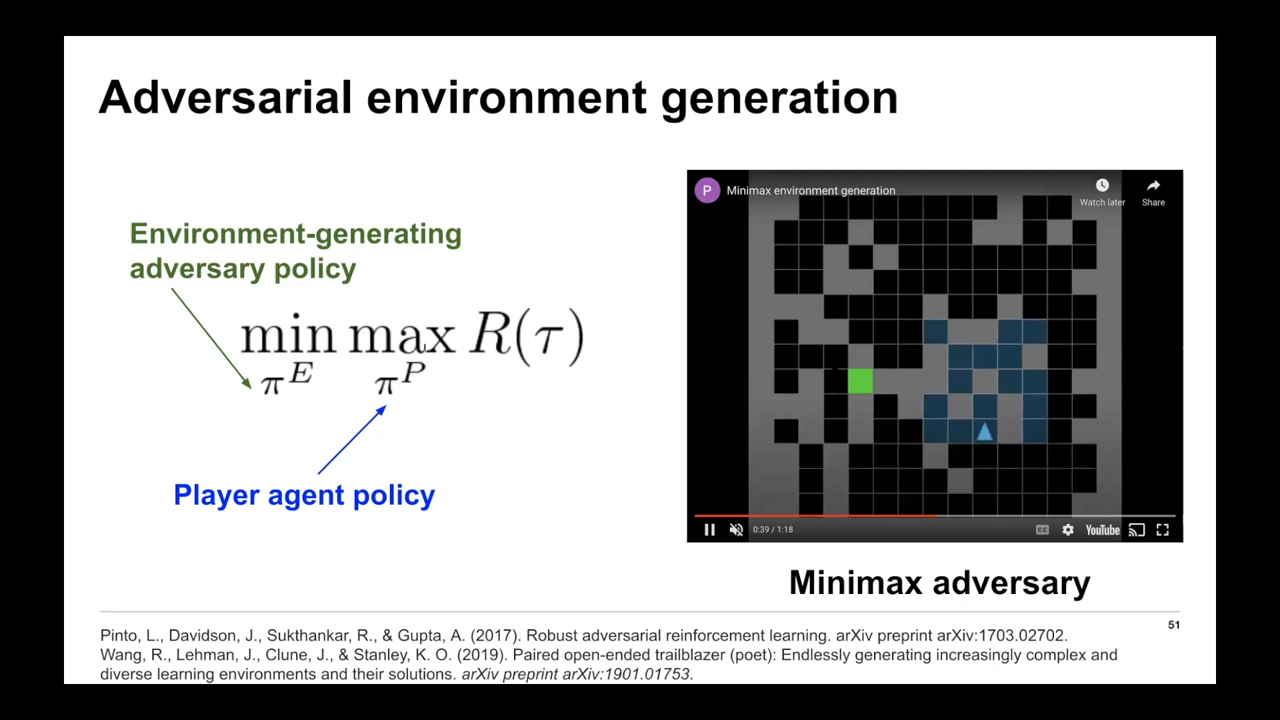 Adversarial environment generation
Environment-generating
adversary policy
min max R(τ)
π^E π^P
Player agent policy
P
Minimax environment generation
Watch later
Share
0:39 / 1:18
CC
YouTube
Minimax adversary
51
Pinto, L., Davidson, J., Sukthankar, R., & Gupta, A. (2017). Robust adversarial reinforcement learning. arXiv preprint arXiv:1703.02702.
Wang, R., Lehman, J., Clune, J., & Stanley, K. O. (2019). Paired open-ended trailblazer (poet): Endlessly generating increasingly complex and
diverse learning environments and their solutions. arXiv preprint arXiv:1901.01753.